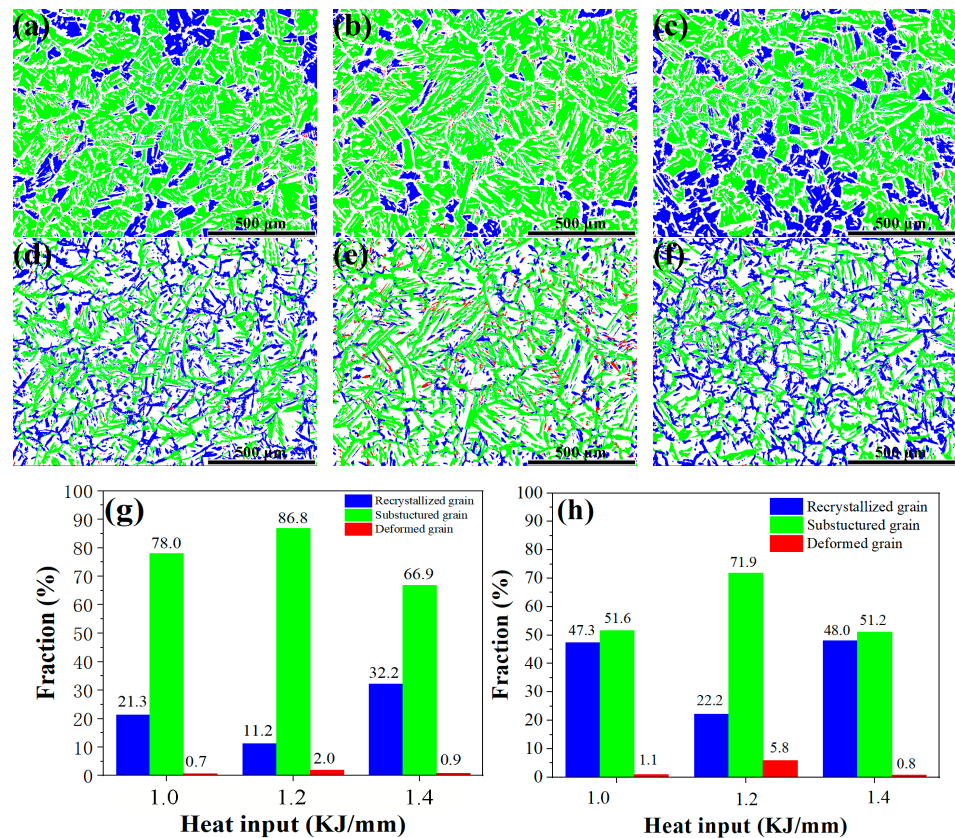 (a) (b) (c)
500 μm 500 μm 500 μm
(d) (e) (f)
500 μm 500 μm 500 μm
(g)
Recrystallized grain
Substuctured grain
Deformed grain
Fraction (%)
100
90
80
70
60
50
40
30
20
10
0
21.3 78.0 0.7
11.2 86.8 2.0
32.2 66.9 0.9
1.0 1.2 1.4
Heat input (KJ/mm)
(h)
Recrystallized grain
Substuctured grain
Deformed grain
Fraction (%)
100
90
80
70
60
50
40
30
20
10
0
47.3 51.6 1.1
22.2 71.9 5.8
48.0 51.2 0.8
1.0 1.2 1.4
Heat input (KJ/mm)